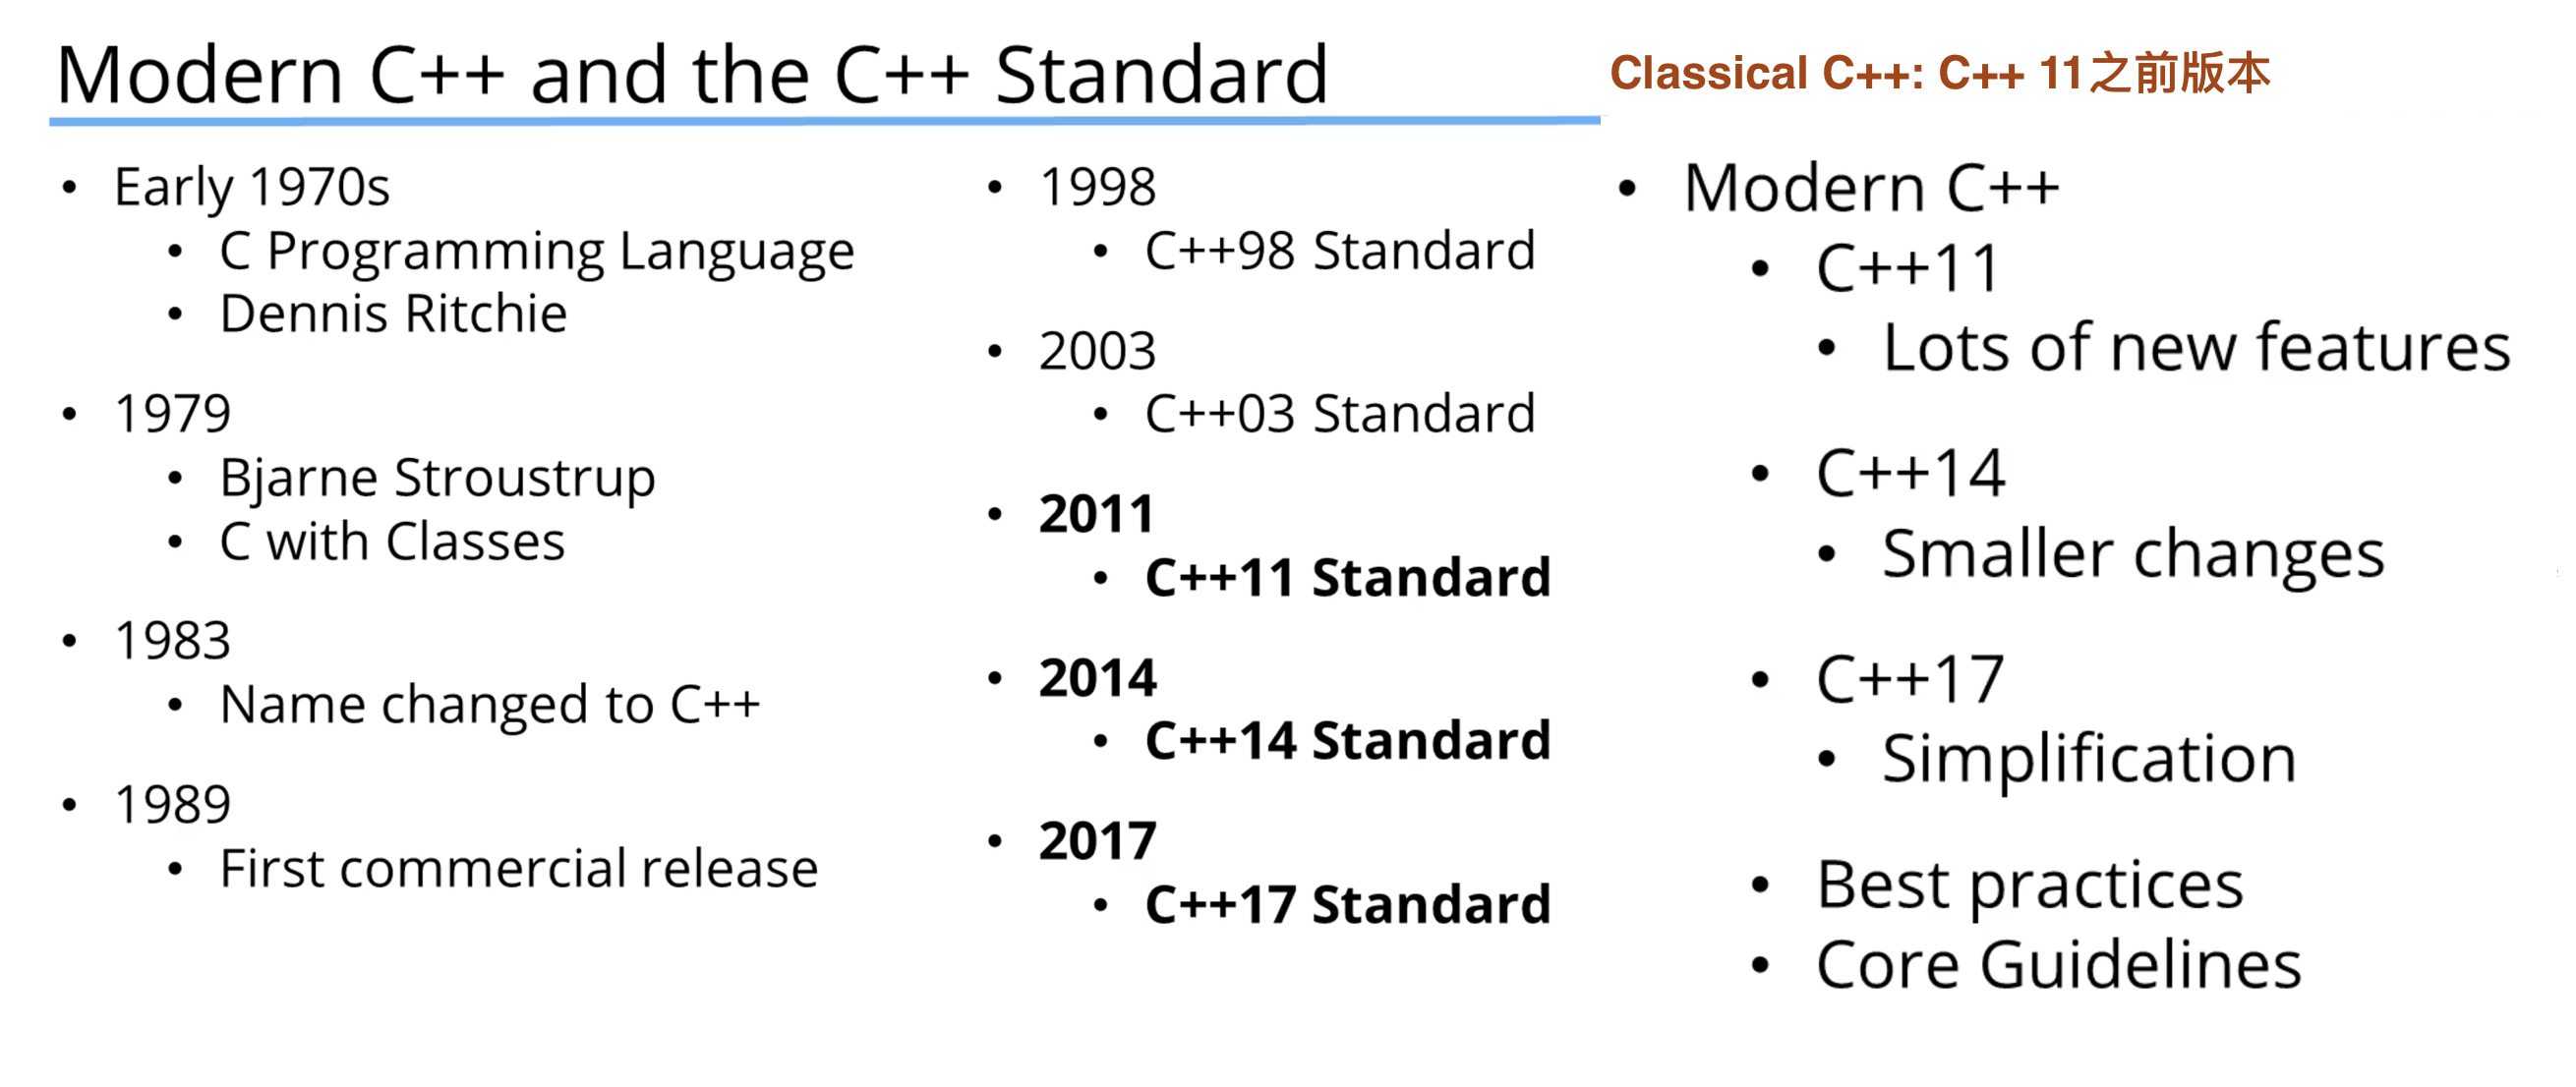 Modern C++ and the C++ Standard
Classical C++: C++ 11之前版本
• Early 1970s
• C Programming Language
• Dennis Ritchie
• 1979
• Bjarne Stroustrup
• C with Classes
• 1983
• Name changed to C++
• 1989
• First commercial release
• 1998
• C++98 Standard
• 2003
• C++03 Standard
• 2011
• C++11 Standard
• 2014
• C++14 Standard
• 2017
• C++17 Standard
• Modern C++
• C++11
• Lots of new features
• C++14
• Smaller changes
• C++17
• Simplification
• Best practices
• Core Guidelines